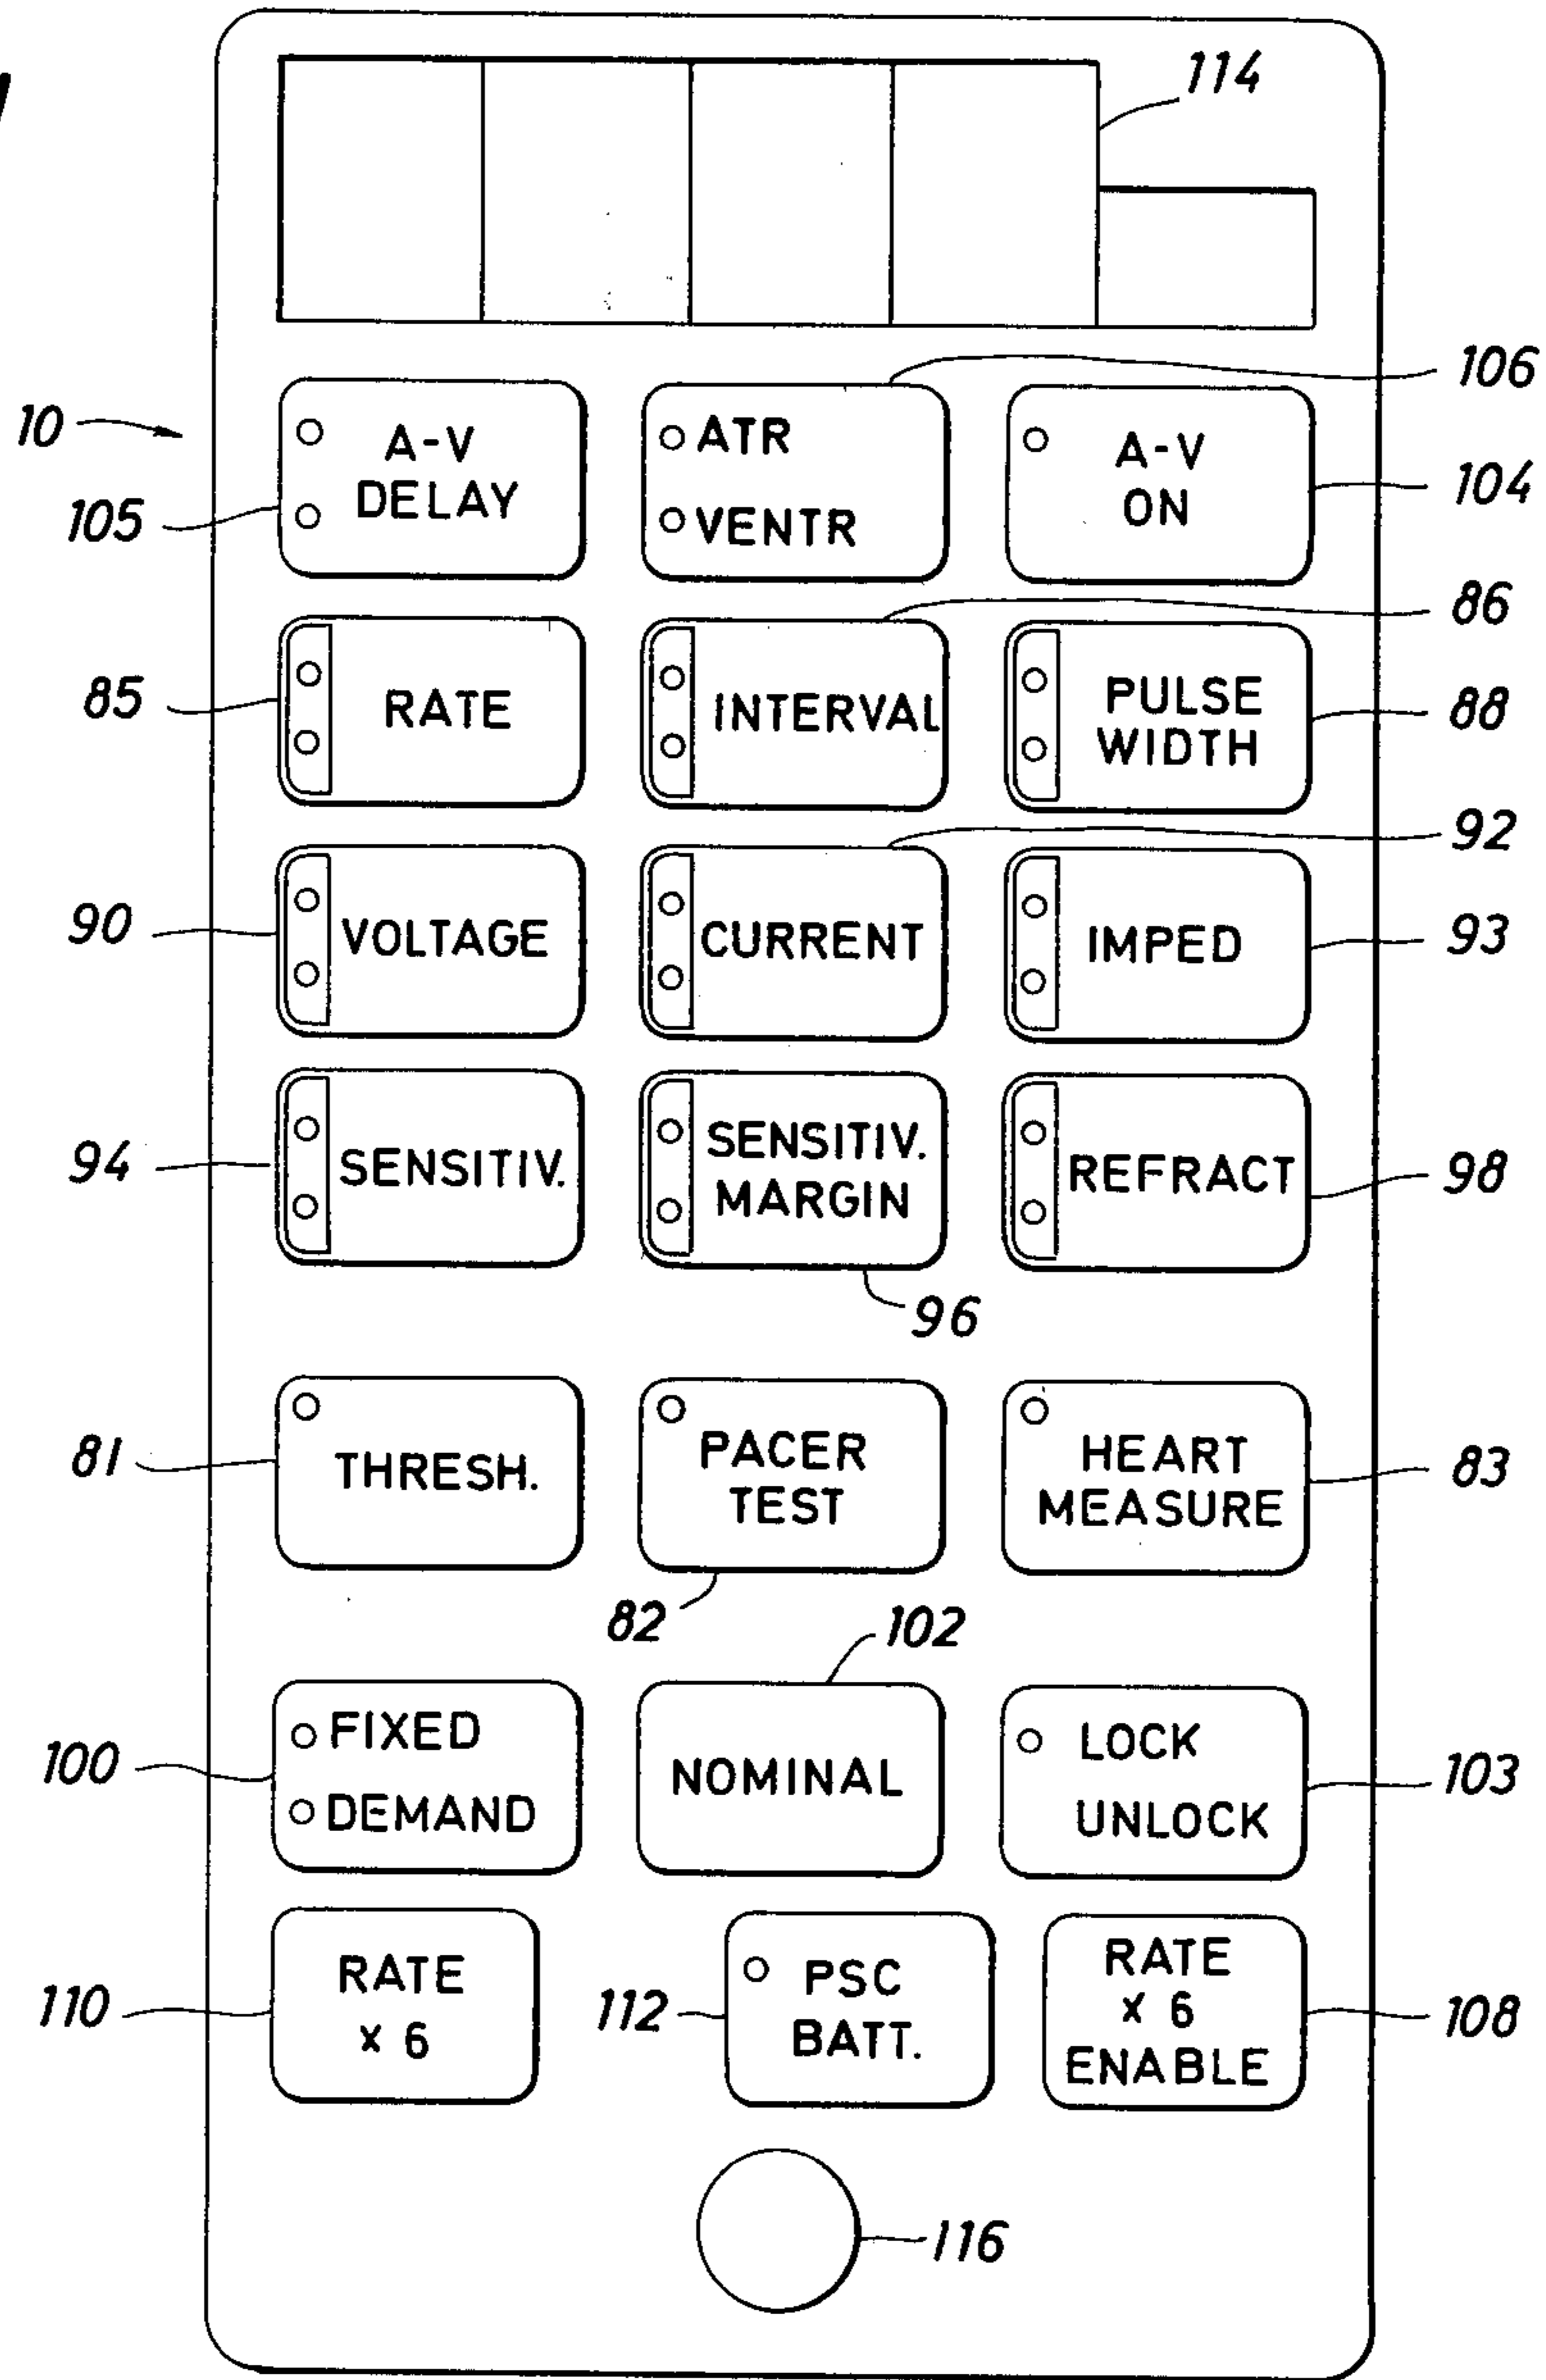 114
106
10
A-V
DELAY
ATR
VENTR
A-V
ON
104
105
86
85
RATE
INTERVAL
PULSE
WIDTH
88
92
90
VOLTAGE
CURRENT
IMPED
93
94
SENSITIV.
SENSITIV.
MARGIN
REFRACT
98
96
81
THRESH.
PACER
TEST
HEART
MEASURE
83
82
102
100
FIXED
DEMAND
NOMINAL
LOCK
UNLOCK
103
110
RATE
x 6
112
PSC
BATT.
RATE
x 6
ENABLE
108
116